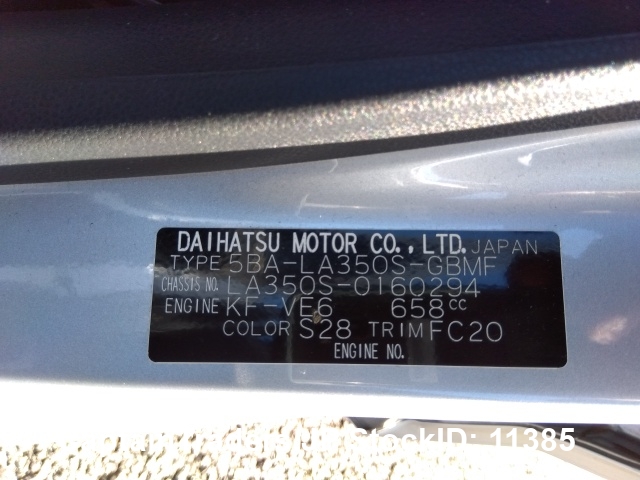 DAIHATSU MOTOR CO.,LTD. JAPAN
TYPE 5BA-LA350S-GBMF
CHASSIS NO. LA350S-0160294
ENGINE KF-VE6 658cc
COLOR S28 TRIM FC20
ENGINE NO.
StockID: 11385